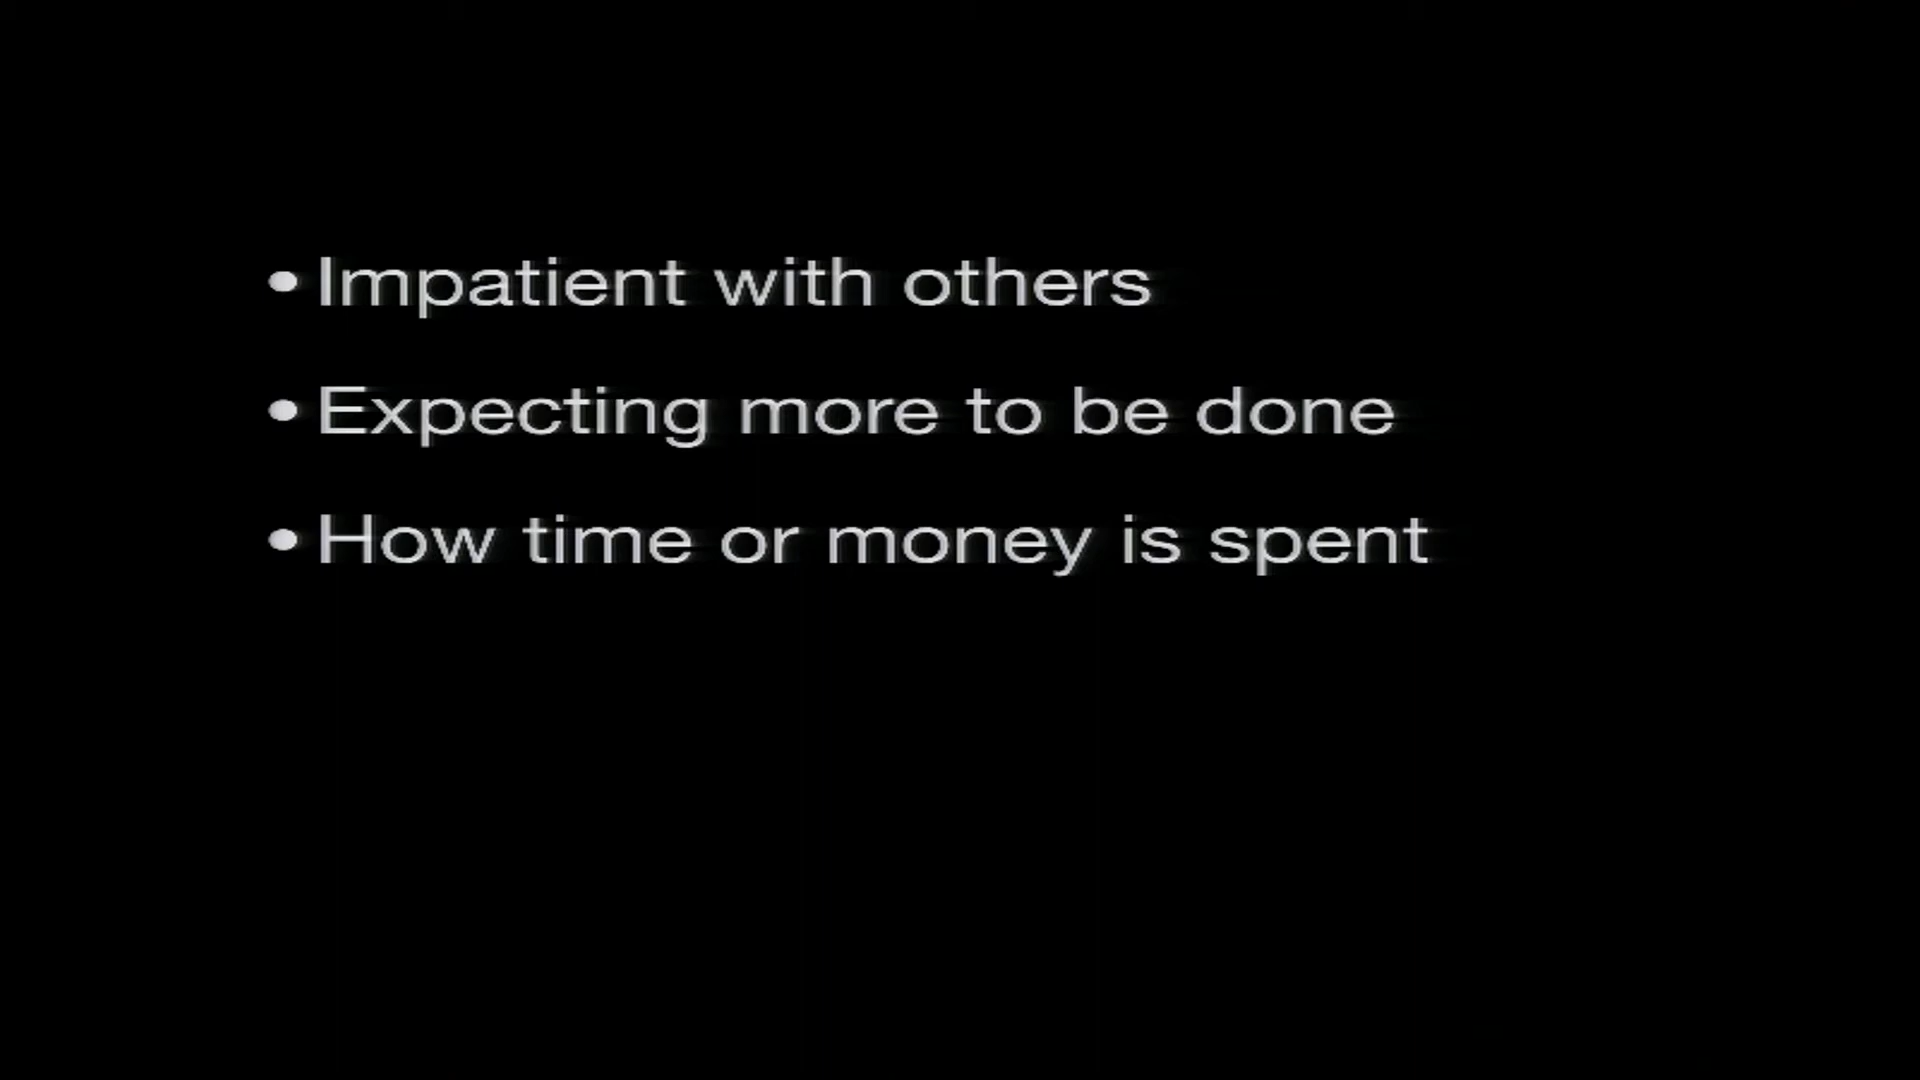 • Impatient with others
• Expecting more to be done
• How time or money is spent